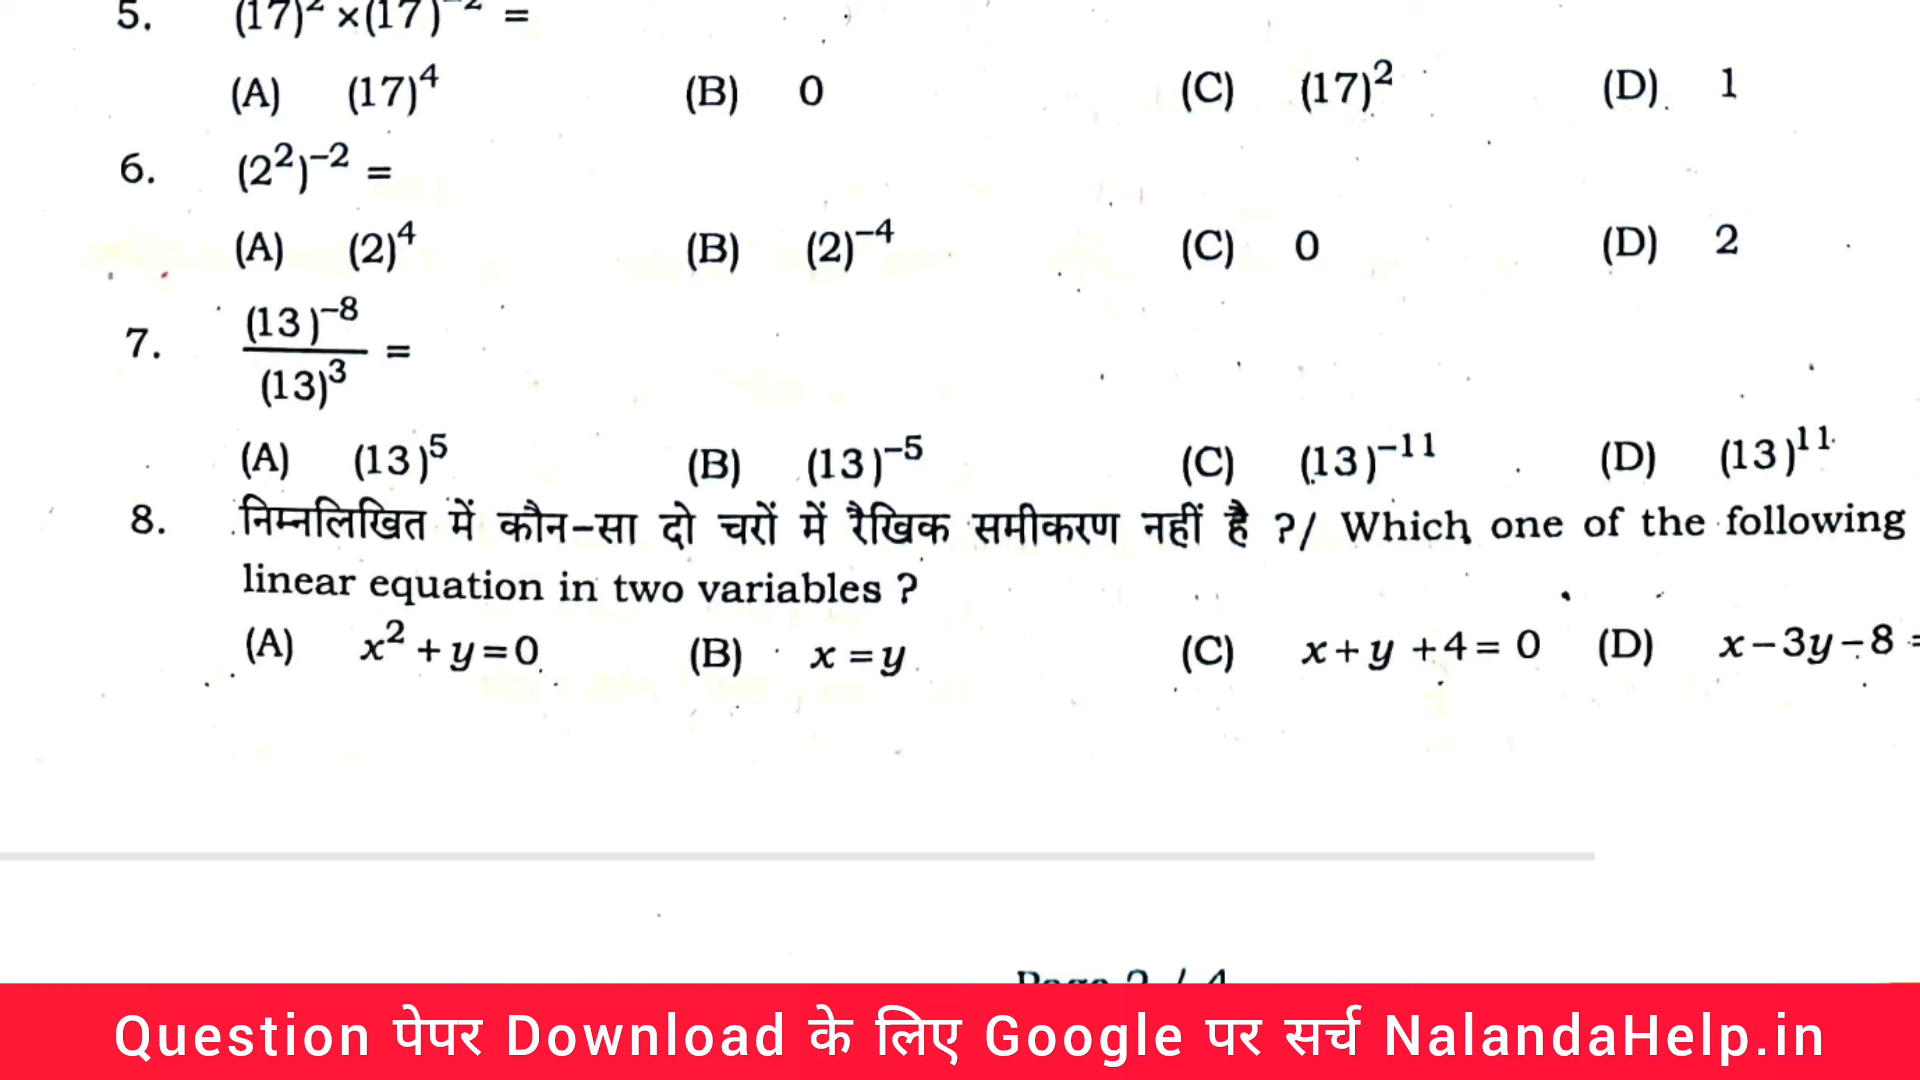 5. (17)² ×(17)⁻² =
(A) (17)⁴ (B) 0 (C) (17)² (D) 1
6. (2²)⁻² =
(A) (2)⁴ (B) (2)⁻⁴ (C) 0 (D) 2
7. (13)⁻⁸ / (13)³ =
(A) (13)⁵ (B) (13)⁻⁵ (C) (13)⁻¹¹ (D) (13)¹¹
8. निम्नलिखित में कौन-सा दो चरों में रैखिक समीकरण नहीं है ?/ Which one of the following
linear equation in two variables ?
(A) x² + y = 0 (B) x = y (C) x + y + 4 = 0 (D) x − 3y − 8 =
Page 2 / 4
Question पेपर Download के लिए Google पर सर्च NalandaHelp.in